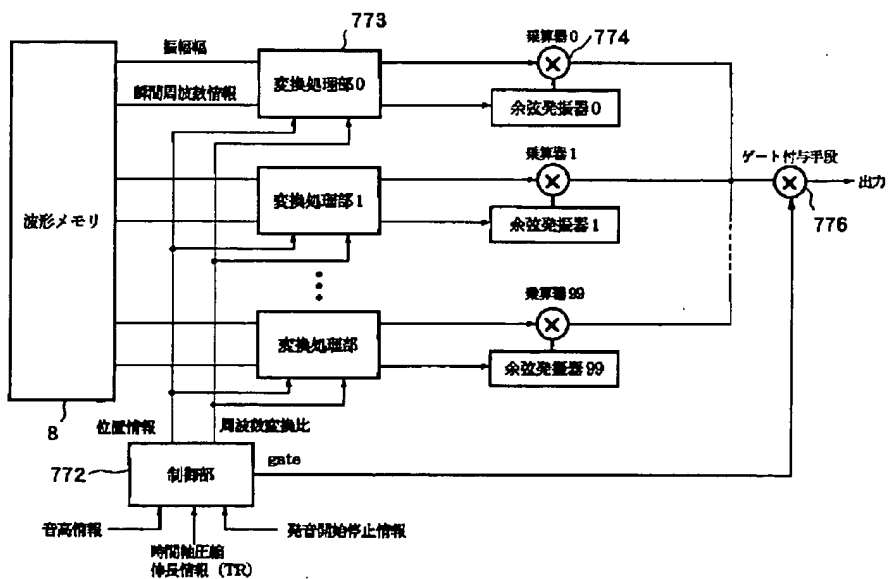 773
振幅幅
変換処理部0
乗算器0
774
瞬間周波数情報
余弦発振器0
乗算器1
ゲート付与手段
変換処理部1
出力
波形メモリ
余弦発振器1
776
乗算器99
変換処理部
余弦発振器99
8
位置情報
周波数変換比
772
制御部
gate
音高情報
発音開始停止情報
時間軸圧縮
伸長情報 (TR)